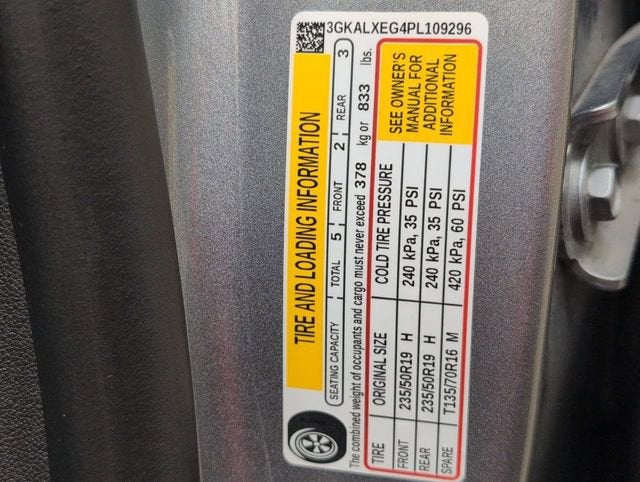 3GKALXEG4PL109296
TIRE AND LOADING INFORMATION
SEATING CAPACITY TOTAL 5 FRONT 2 REAR 3
The combined weight of occupants and cargo must never exceed 378 kg or 833 lbs.
TIRE ORIGINAL SIZE COLD TIRE PRESSURE
FRONT 235/50R19 H 240 kPa, 35 PSI
REAR 235/50R19 H 240 kPa, 35 PSI
SPARE T135/70R16 M 420 kPa, 60 PSI
SEE OWNER'S
MANUAL FOR
ADDITIONAL
INFORMATION